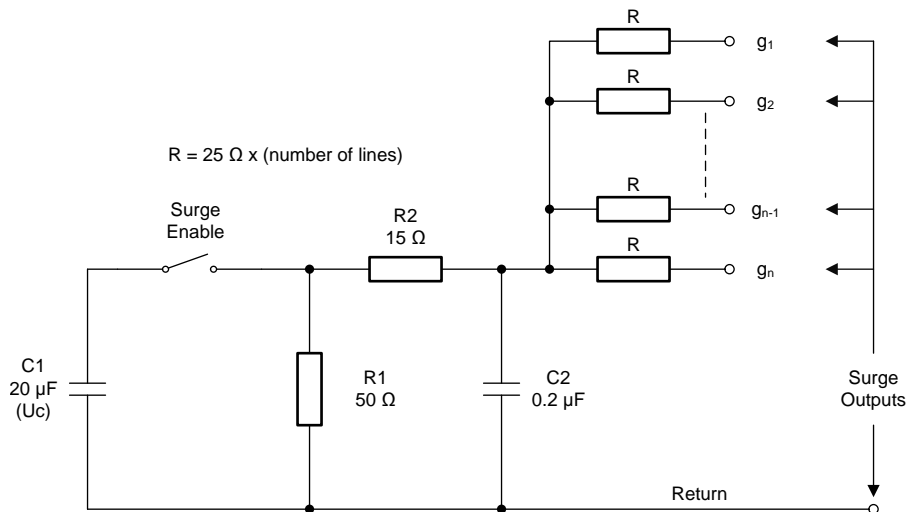 R
g₁
R
g₂
R = 25 Ω x (number of lines)
R
gₙ₋₁
Surge
Enable
R2
15 Ω
R
gₙ
C1
20 µF
(Uc)
R1
50 Ω
C2
0.2 µF
Surge
Outputs
Return